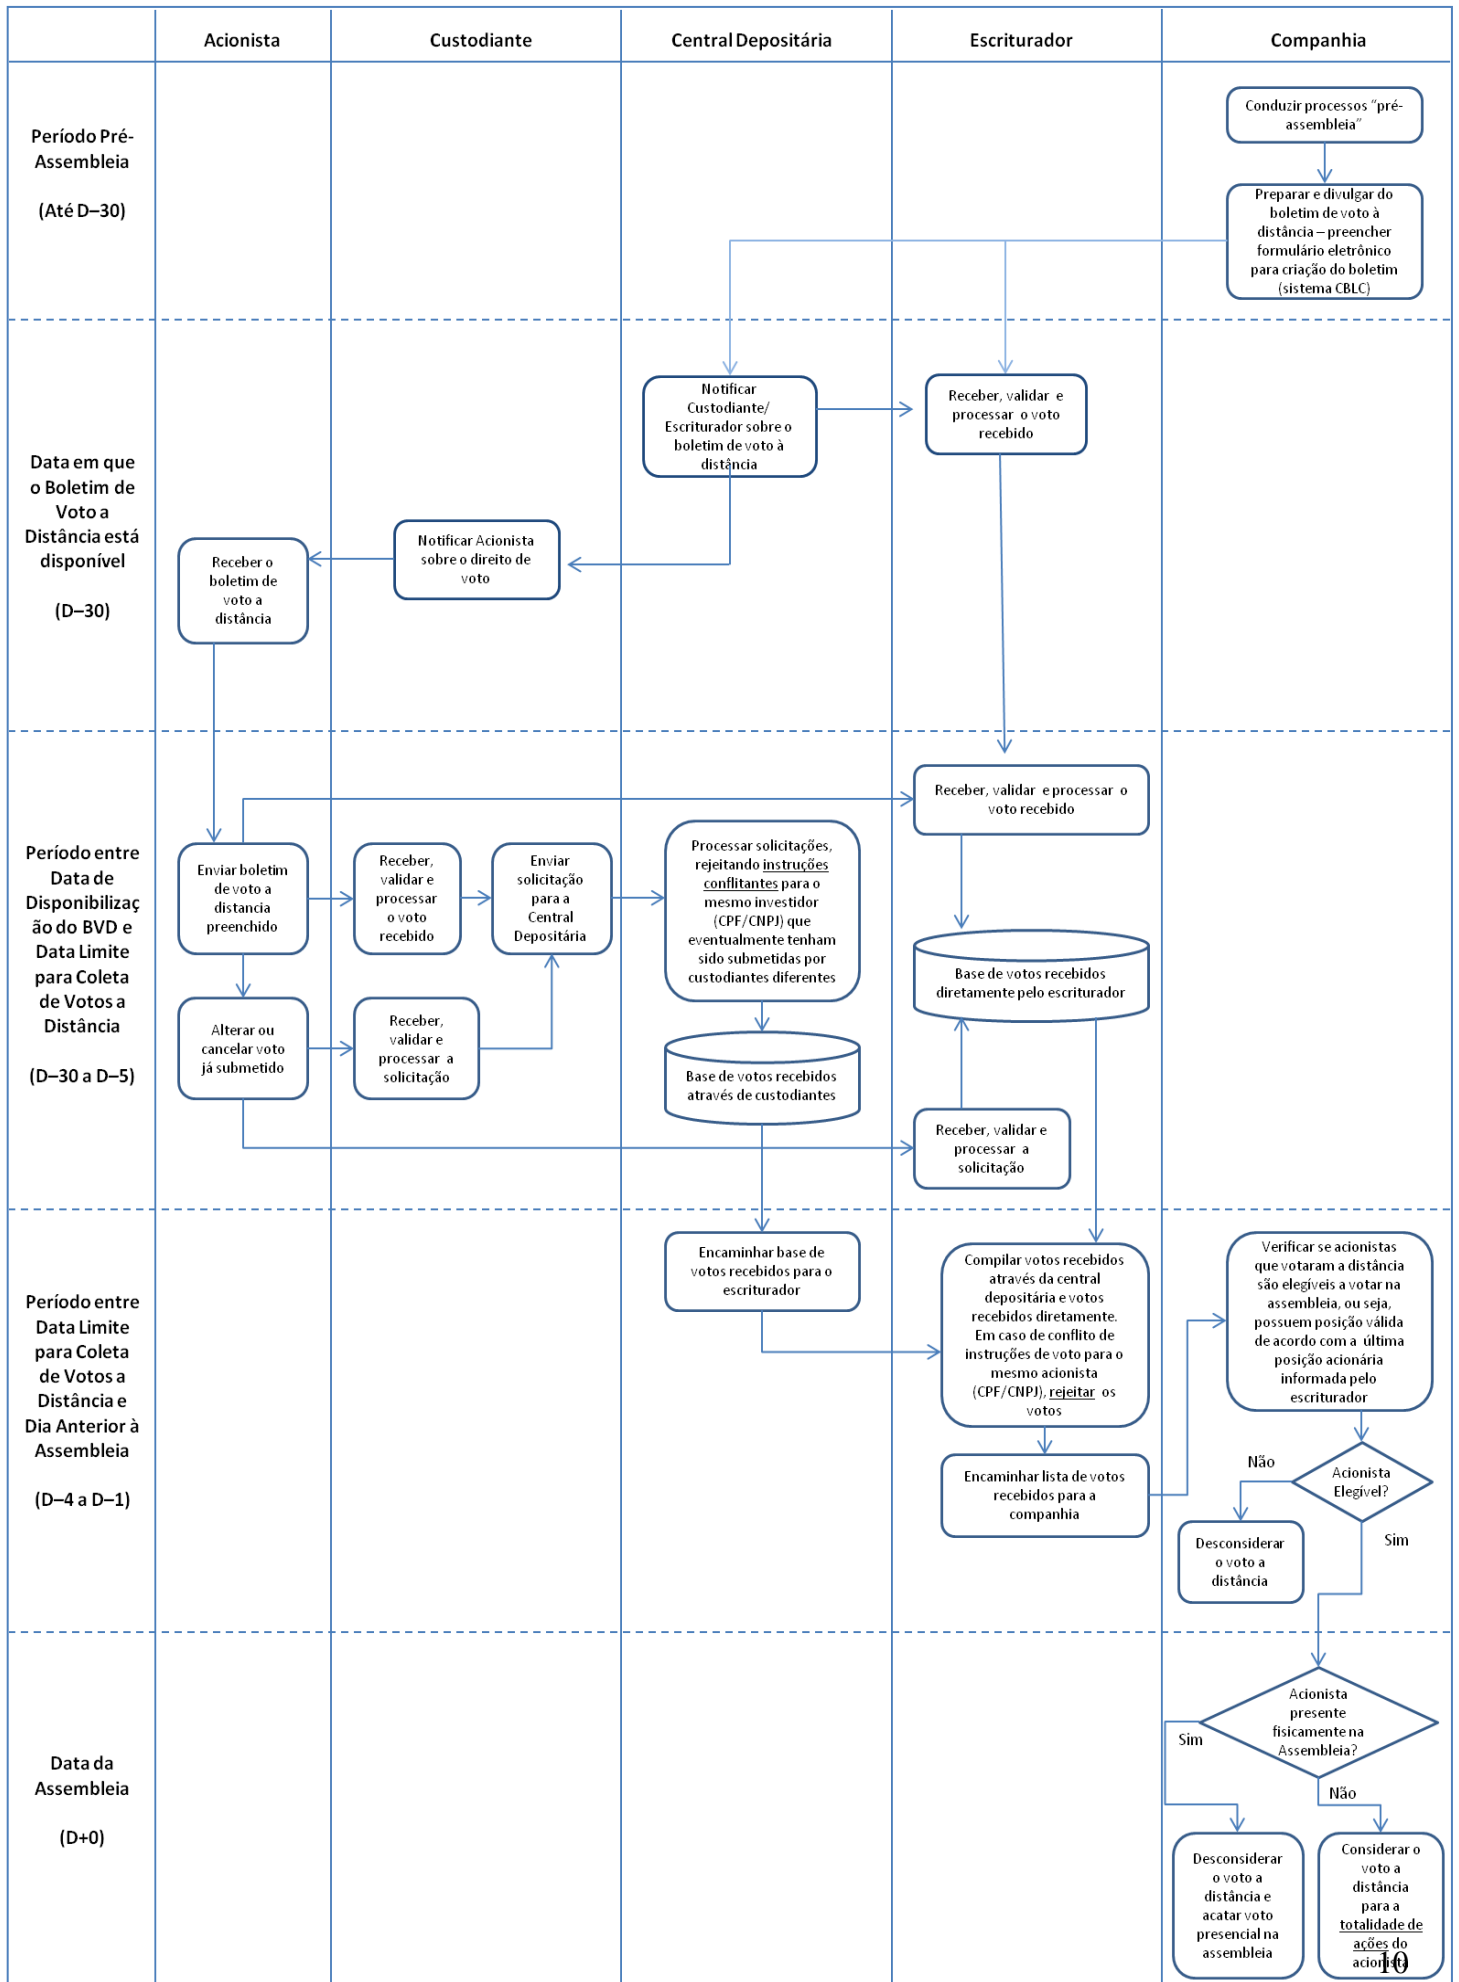 Acionista
Custodiante
Central Depositária
Escriturador
Companhia
Período Pré-
Assembleia
(Até D–30)
Conduzir processos “pré-
assembleia”
Preparar e divulgar do
boletim de voto à
distância – preencher
formulário eletrônico
para criação do boletim
(sistema CBLC)
Data em que
o Boletim de
Voto a
Distância está
disponível
(D–30)
Notificar
Custodiante/
Escriturador sobre o
boletim de voto à
distância
Receber, validar e
processar o voto
recebido
Notificar Acionista
sobre o direito de
voto
Receber o
boletim de
voto a
distância
Período entre
Data de
Disponibilizaç
ão do BVD e
Data Limite
para Coleta
de Votos a
Distância
(D–30 a D–5)
Enviar boletim
de voto a
distancia
preenchido
Receber,
validar e
processar
o voto
recebido
Enviar
solicitação
para a
Central
Depositária
Processar solicitações,
rejeitando instruções
conflitantes para o
mesmo investidor
(CPF/CNPJ) que
eventualmente tenham
sido submetidas por
custodiantes diferentes
Receber, validar e processar o
voto recebido
Base de votos recebidos
diretamente pelo escriturador
Alterar ou
cancelar voto
já submetido
Receber,
validar e
processar a
solicitação
Base de votos recebidos
através de custodiantes
Receber, validar e
processar a
solicitação
Período entre
Data Limite
para Coleta
de Votos a
Distância e
Dia Anterior à
Assembleia
(D–4 a D–1)
Encaminhar base de
votos recebidos para o
escriturador
Compilar votos recebidos
através da central
depositária e votos
recebidos diretamente.
Em caso de conflito de
instruções de voto para o
mesmo acionista
(CPF/CNPJ), rejeitar os
votos
Encaminhar lista de votos
recebidos para a
companhia
Verificar se acionistas
que votaram a distância
são elegíveis a votar na
assembleia, ou seja,
possuem posição válida
de acordo com a última
posição acionária
informada pelo
escriturador
Não
Acionista
Elegível?
Sim
Desconsiderar
o voto a
distância
Data da
Assembleia
(D+0)
Acionista
presente
fisicamente na
Assembleia?
Sim
Não
Desconsiderar
o voto a
distância e
acatar voto
presencial na
assembleia
Considerar o
voto a
distância
para a
totalidade de
ações do
acionista
10